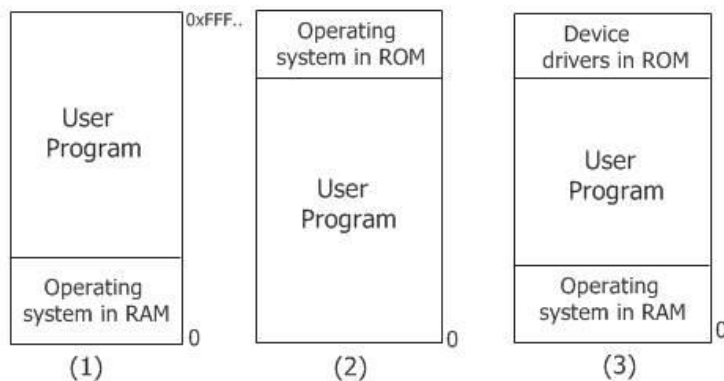 0xFFF..
User
Program
Operating
system in RAM
0
(1)
Operating
system in ROM
User
Program
0
(2)
Device
drivers in ROM
User
Program
Operating
system in RAM
0
(3)